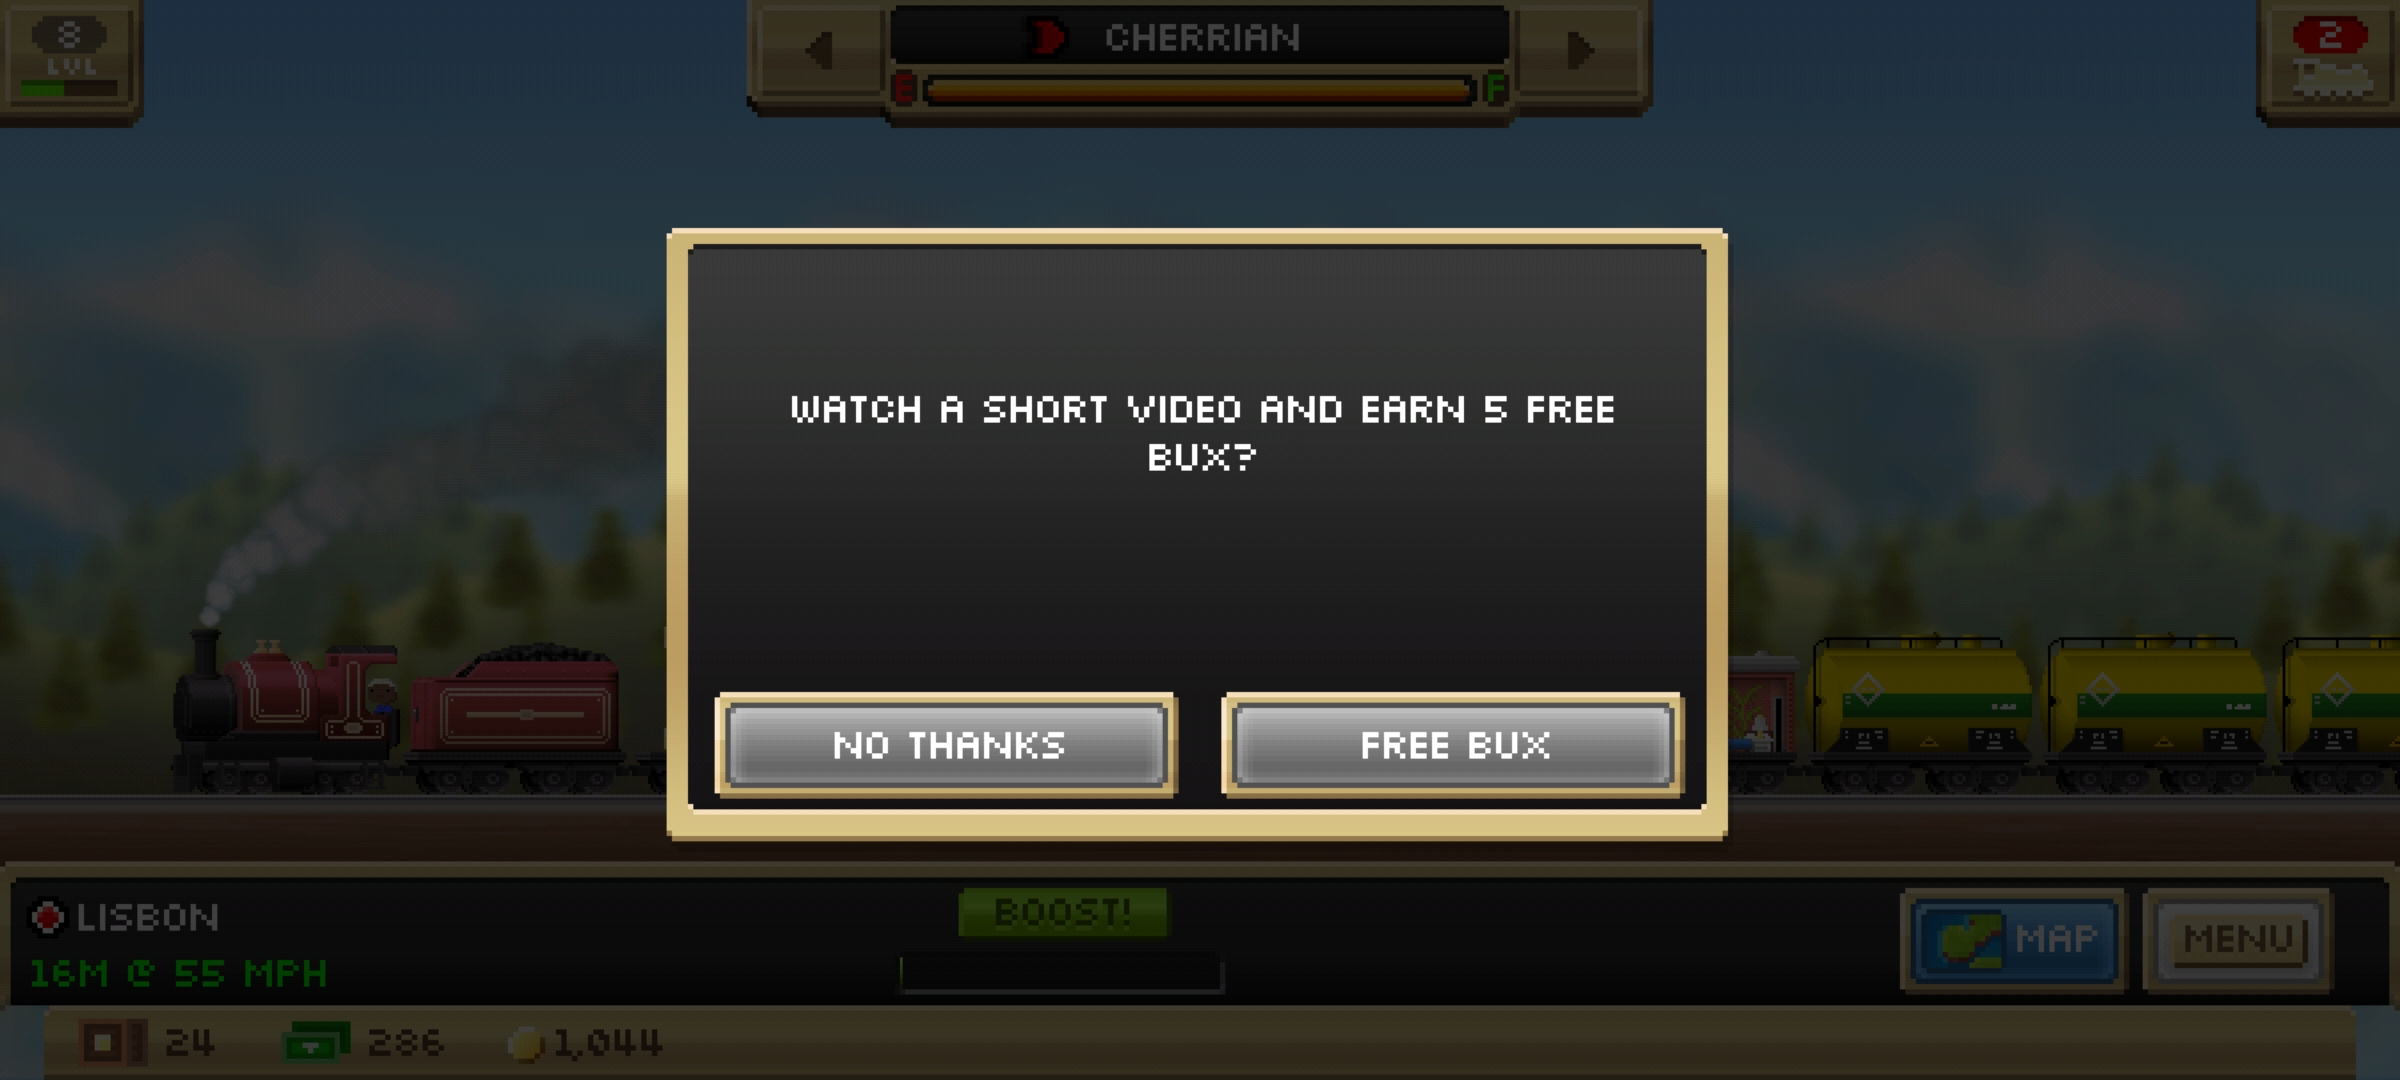 8
LVL
CHERRIAN
E
F
2
WATCH A SHORT VIDEO AND EARN 5 FREE
BUX?
NO THANKS
FREE BUX
LISBON
16M @ 55 MPH
BOOST!
MAP
MENU
24
286
1,044